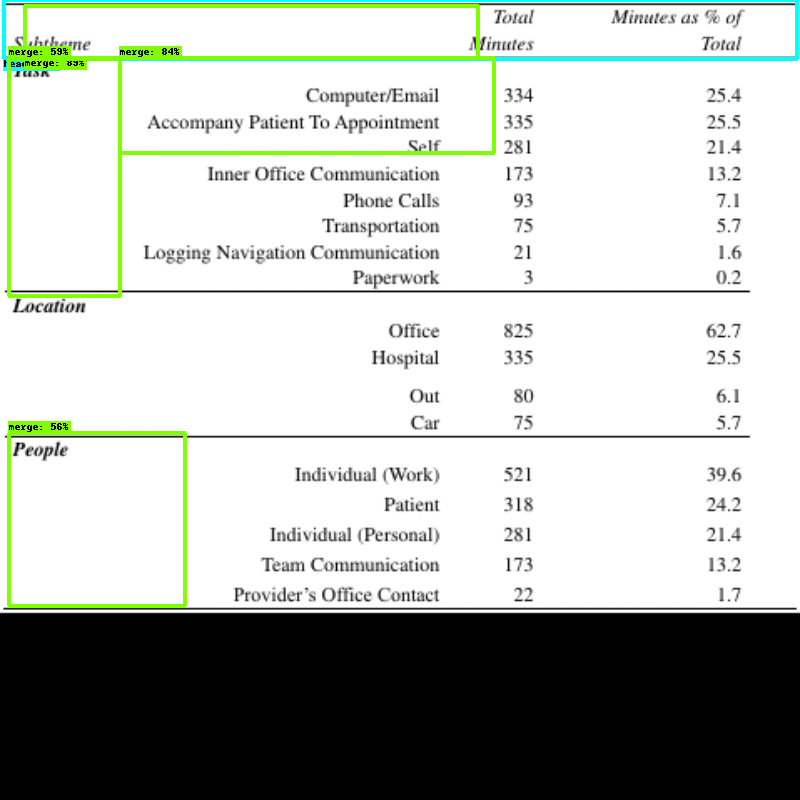 Total Minutes as % of
Subtheme Minutes Total
merge: 59% merge: 84%
merge: 89%
Task
Computer/Email 334 25.4
Accompany Patient To Appointment 335 25.5
Self 281 21.4
Inner Office Communication 173 13.2
Phone Calls 93 7.1
Transportation 75 5.7
Logging Navigation Communication 21 1.6
Paperwork 3 0.2
Location
Office 825 62.7
Hospital 335 25.5
Out 80 6.1
Car 75 5.7
merge: 56%
People
Individual (Work) 521 39.6
Patient 318 24.2
Individual (Personal) 281 21.4
Team Communication 173 13.2
Provider's Office Contact 22 1.7